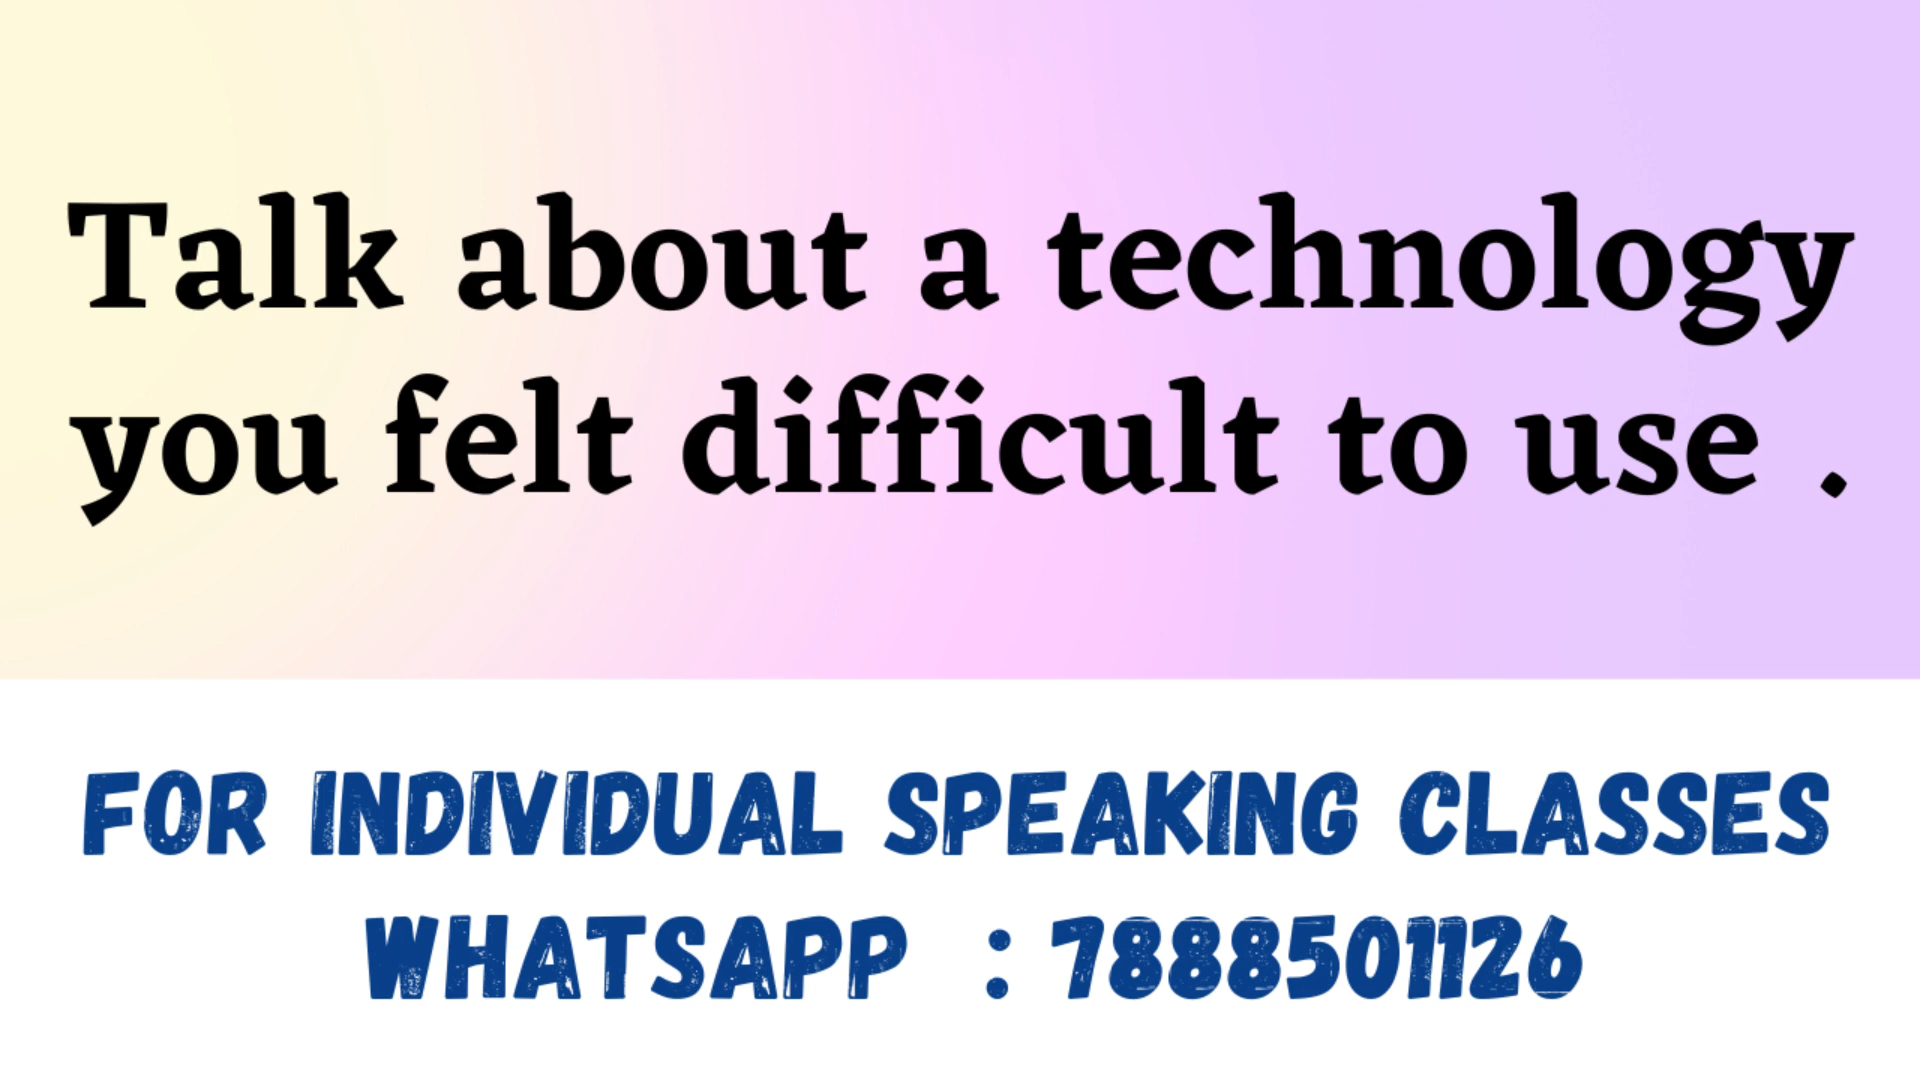 Talk about a technology
you felt difficult to use .
FOR INDIVIDUAL SPEAKING CLASSES
WHATSAPP : 7888501126